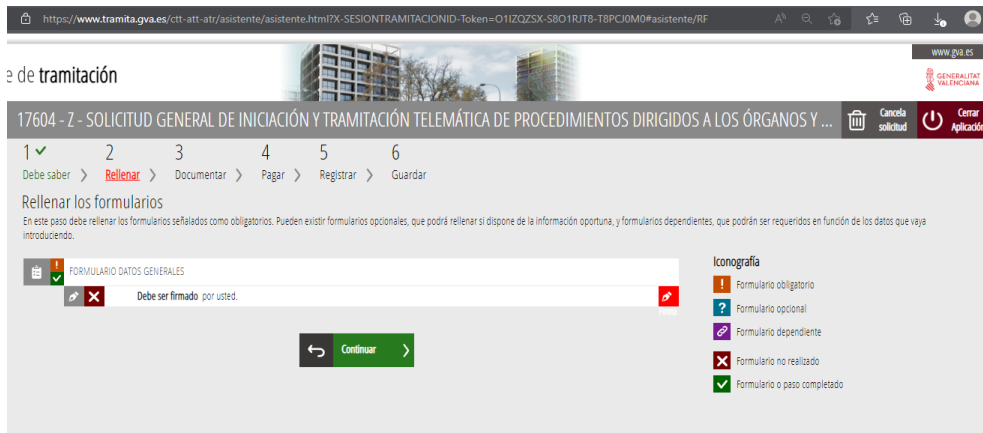 https://www.tramita.gva.es/ctt-att-atr/asistente/asistente.html?X-SESIONTRAMITACIONID-Token=O1IZQZSX-S8O1RJT8-T8PCJ0M0#asistente/RF
www.gva.es
e de tramitación
GENERALITAT
VALENCIANA
17604 - Z - SOLICITUD GENERAL DE INICIACIÓN Y TRAMITACIÓN TELEMÁTICA DE PROCEDIMIENTOS DIRIGIDOS A LOS ÓRGANOS Y ...
Cancela
solicitud
Cerrar
Aplicación
1 2 3 4 5 6
Debe saber > Rellenar > Documentar > Pagar > Registrar > Guardar
Rellenar los formularios
En este paso debe rellenar los formularios señalados como obligatorios. Pueden existir formularios opcionales, que podrá rellenar si dispone de la información oportuna, y formularios dependientes, que podrán ser requeridos en función de los datos que vaya
introduciendo.
FORMULARIO DATOS GENERALES
Debe ser firmado por usted.
Continuar
Iconografía
! Formulario obligatorio
? Formulario opcional
Formulario dependiente
Formulario no realizado
Formulario o paso completado